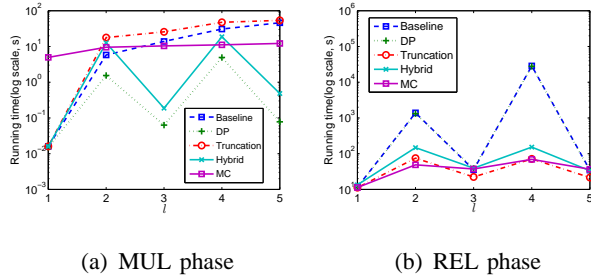 Running time(log scale, s)
10^2
10^1
10^0
10^-1
10^-2
10^-3
1 2 3 4 5
l
Baseline
DP
Truncation
Hybrid
MC
(a) MUL phase
Running time(log scale, s)
10^6
10^5
10^4
10^3
10^2
10^1
1 2 3 4 5
l
Baseline
DP
Truncation
Hybrid
MC
(b) REL phase